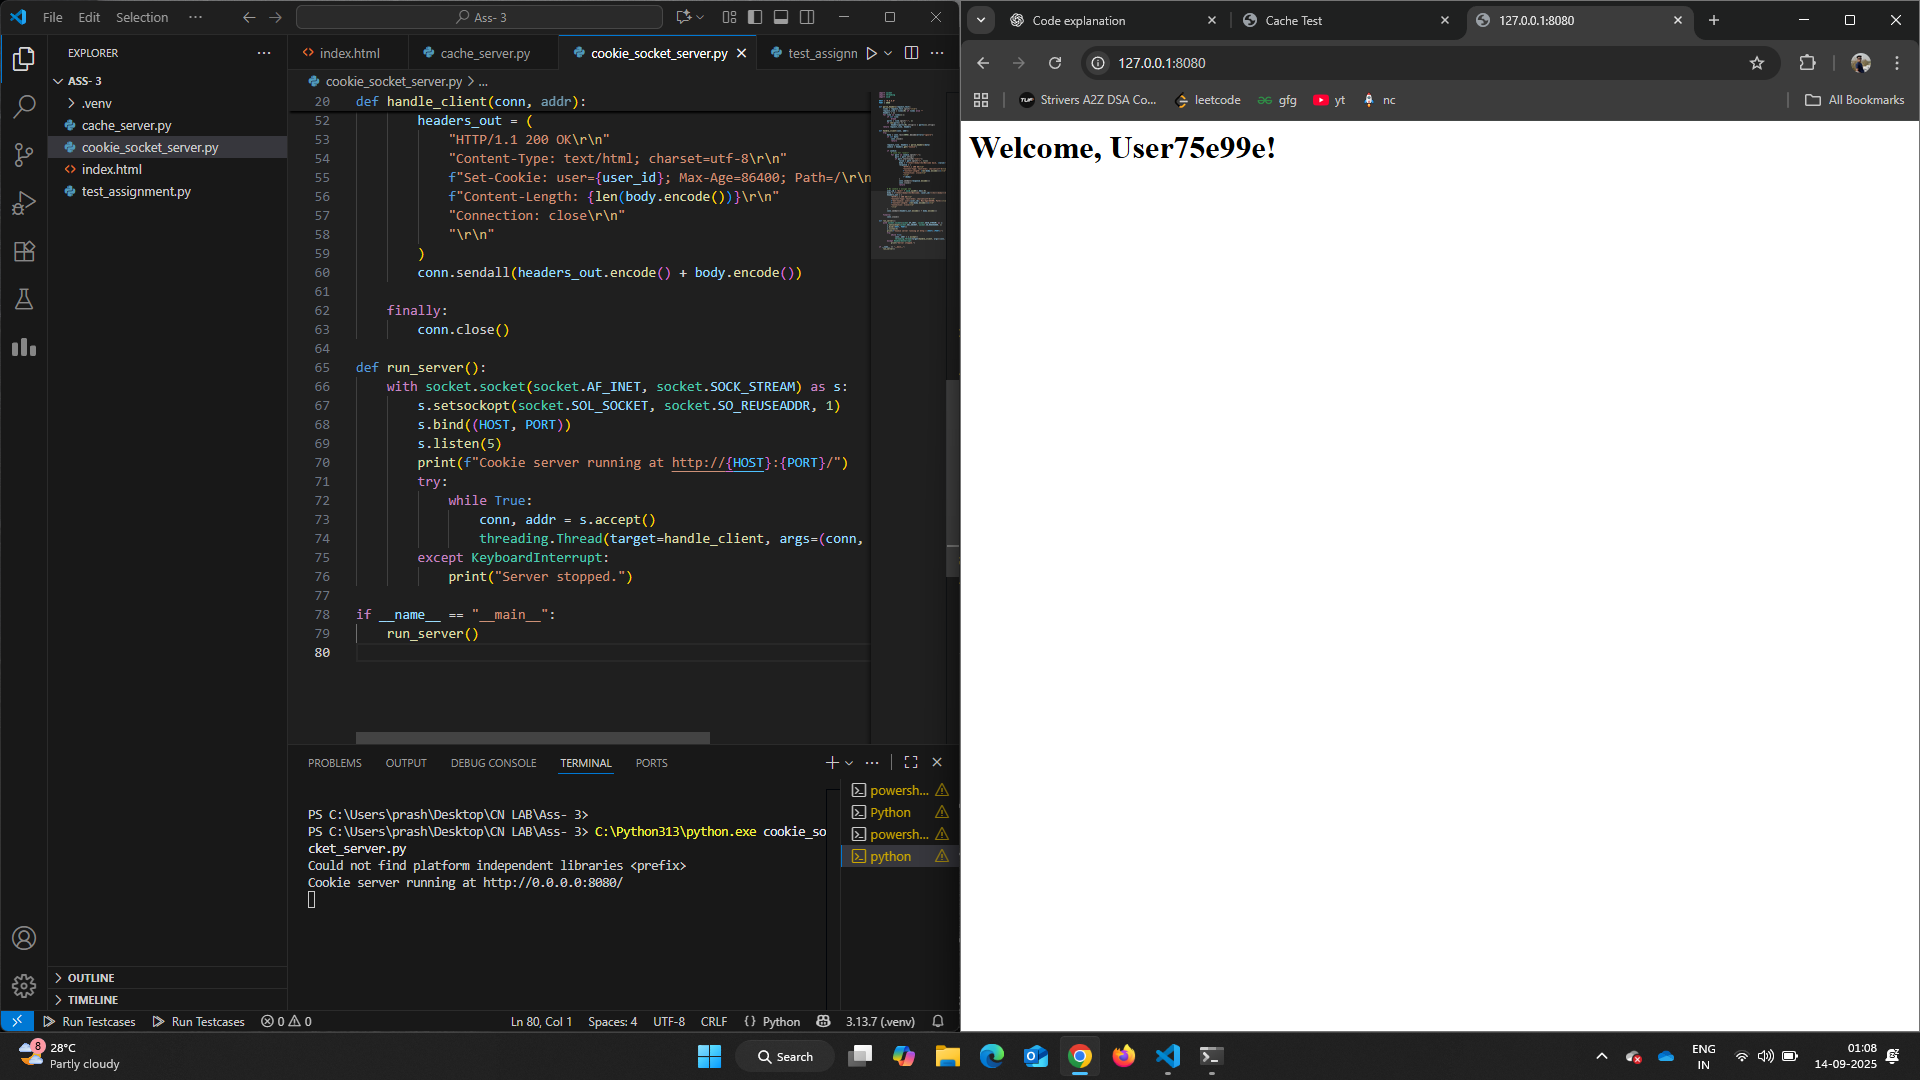 File Edit Selection ···
Ass- 3
EXPLORER
ASS- 3
.venv
cache_server.py
cookie_socket_server.py
index.html
test_assignment.py
OUTLINE
TIMELINE
index.html
cache_server.py
cookie_socket_server.py
test_assignn
cookie_socket_server.py > ...
20 def handle_client(conn, addr):
52 headers_out = (
53 "HTTP/1.1 200 OK\r\n"
54 "Content-Type: text/html; charset=utf-8\r\n"
55 f"Set-Cookie: user={user_id}; Max-Age=86400; Path=/\r\n
56 f"Content-Length: {len(body.encode())}\r\n"
57 "Connection: close\r\n"
58 "\r\n"
59 )
60 conn.sendall(headers_out.encode() + body.encode())
61
62 finally:
63 conn.close()
64
65 def run_server():
66 with socket.socket(socket.AF_INET, socket.SOCK_STREAM) as s:
67 s.setsockopt(socket.SOL_SOCKET, socket.SO_REUSEADDR, 1)
68 s.bind((HOST, PORT))
69 s.listen(5)
70 print(f"Cookie server running at http://{HOST}:{PORT}/")
71 try:
72 while True:
73 conn, addr = s.accept()
74 threading.Thread(target=handle_client, args=(conn,
75 except KeyboardInterrupt:
76 print("Server stopped.")
77
78 if __name__ == "__main__":
79 run_server()
80
PROBLEMS OUTPUT DEBUG CONSOLE TERMINAL PORTS
PS C:\Users\prash\Desktop\CN LAB\Ass- 3>
PS C:\Users\prash\Desktop\CN LAB\Ass- 3> C:\Python313\python.exe cookie_so
cket_server.py
Could not find platform independent libraries <prefix>
Cookie server running at http://0.0.0.0:8080/
powersh...
Python
powersh...
python
Run Testcases Run Testcases 0 0 Ln 80, Col 1 Spaces: 4 UTF-8 CRLF {} Python 3.13.7 (.venv)
Code explanation
Cache Test
127.0.0.1:8080
127.0.0.1:8080
Strivers A2Z DSA Co... leetcode gfg yt nc All Bookmarks
Welcome, User75e99e!
8
28°C
Partly cloudy
Search
ENG
IN
01:08
14-09-2025